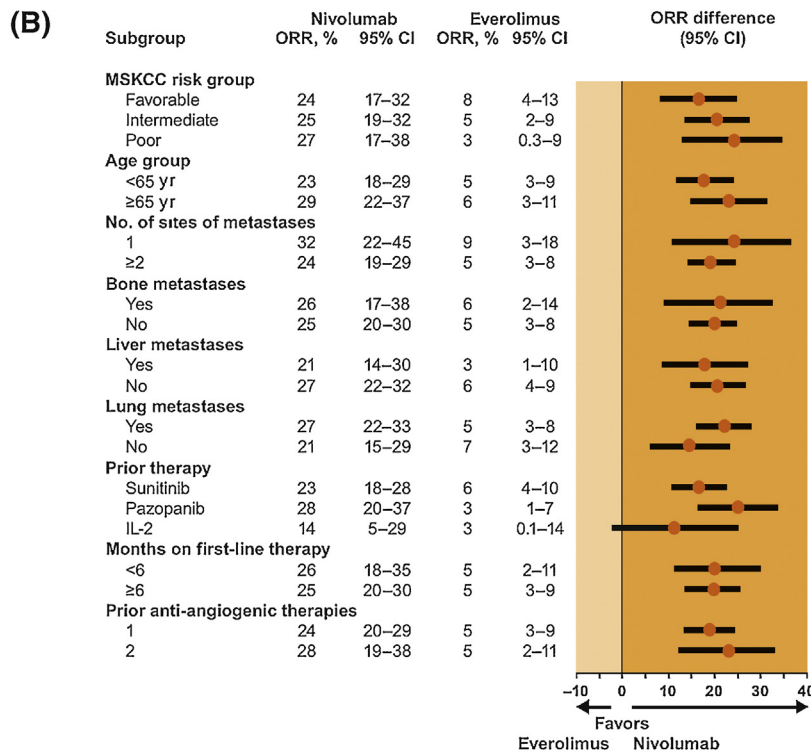 (B)
Nivolumab Everolimus ORR difference
Subgroup ORR, % 95% CI ORR, % 95% CI (95% CI)
MSKCC risk group
Favorable 24 17–32 8 4–13
Intermediate 25 19–32 5 2–9
Poor 27 17–38 3 0.3–9
Age group
<65 yr 23 18–29 5 3–9
≥65 yr 29 22–37 6 3–11
No. of sites of metastases
1 32 22–45 9 3–18
≥2 24 19–29 5 3–8
Bone metastases
Yes 26 17–38 6 2–14
No 25 20–30 5 3–8
Liver metastases
Yes 21 14–30 3 1–10
No 27 22–32 6 4–9
Lung metastases
Yes 27 22–33 5 3–8
No 21 15–29 7 3–12
Prior therapy
Sunitinib 23 18–28 6 4–10
Pazopanib 28 20–37 3 1–7
IL-2 14 5–29 3 0.1–14
Months on first-line therapy
<6 26 18–35 5 2–11
≥6 25 20–30 5 3–9
Prior anti-angiogenic therapies
1 24 20–29 5 3–9
2 28 19–38 5 2–11
–10 0 10 20 30 40
Favors
Everolimus Nivolumab